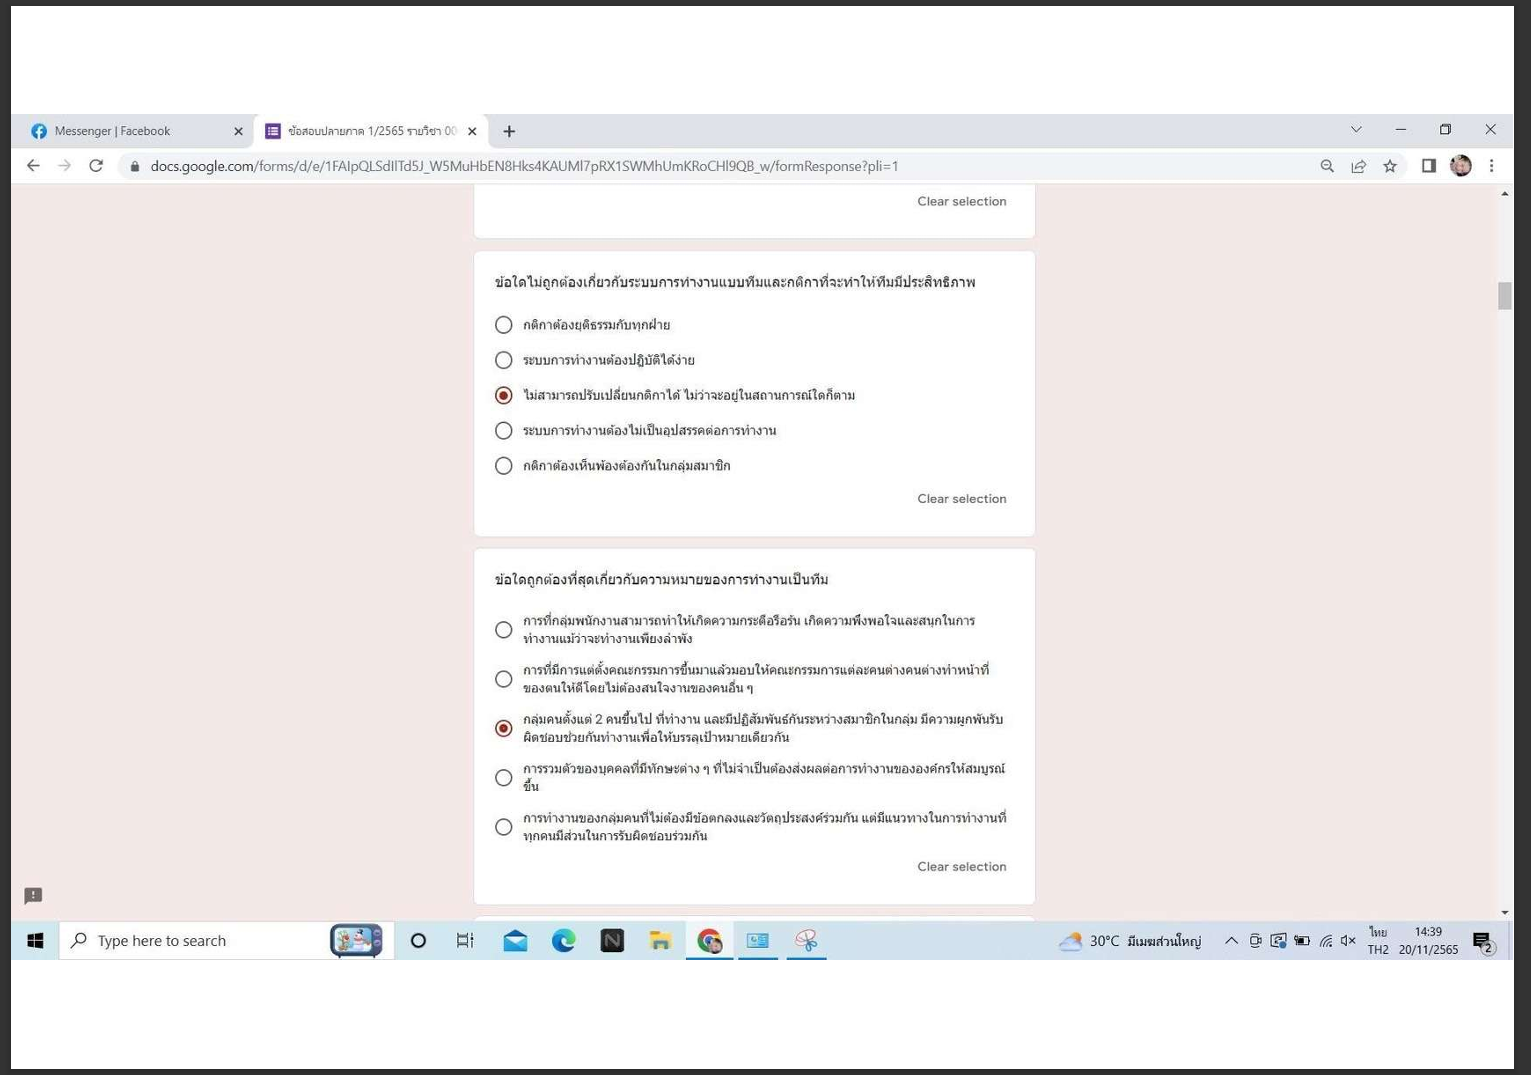 Messenger | Facebook
ข้อสอบปลายภาค 1/2565 รายวิชา 00
docs.google.com/forms/d/e/1FAIpQLSdIlTd5J_W5MuHbEN8Hks4KAUMl7pRX1SWMhUmKRoCHl9QB_w/formResponse?pli=1
Clear selection
ข้อใดไม่ถูกต้องเกี่ยวกับระบบการทำงานแบบทีมและกติกาที่จะทำให้ทีมมีประสิทธิภาพ
กติกาต้องยุติธรรมกับทุกฝ่าย
ระบบการทำงานต้องปฏิบัติได้ง่าย
ไม่สามารถปรับเปลี่ยนกติกาได้ ไม่ว่าจะอยู่ในสถานการณ์ใดก็ตาม
ระบบการทำงานต้องไม่เป็นอุปสรรคต่อการทำงาน
กติกาต้องเห็นพ้องต้องกันในกลุ่มสมาชิก
Clear selection
ข้อใดถูกต้องที่สุดเกี่ยวกับความหมายของการทำงานเป็นทีม
การที่กลุ่มพนักงานสามารถทำให้เกิดความกระตือรือร้น เกิดความพึงพอใจและสนุกในการ
ทำงานแม้ว่าจะทำงานเพียงลำพัง
การที่มีการแต่ตั้งคณะกรรมการขึ้นมาแล้วมอบให้คณะกรรมการแต่ละคนต่างคนต่างทำหน้าที่
ของตนให้ดีโดยไม่ต้องสนใจงานของคนอื่น ๆ
กลุ่มคนตั้งแต่ 2 คนขึ้นไป ที่ทำงาน และมีปฏิสัมพันธ์กันระหว่างสมาชิกในกลุ่ม มีความผูกพันรับ
ผิดชอบช่วยกันทำงานเพื่อให้บรรลุเป้าหมายเดียวกัน
การรวมตัวของบุคคลที่มีทักษะต่าง ๆ ที่ไม่จำเป็นต้องส่งผลต่อการทำงานขององค์กรให้สมบูรณ์
ขึ้น
การทำงานของกลุ่มคนที่ไม่ต้องมีข้อตกลงและวัตถุประสงค์ร่วมกัน แต่มีแนวทางในการทำงานที่
ทุกคนมีส่วนในการรับผิดชอบร่วมกัน
Clear selection
Type here to search
30°C มีเมฆส่วนใหญ่
ไทย
TH2
14:39
20/11/2565
2